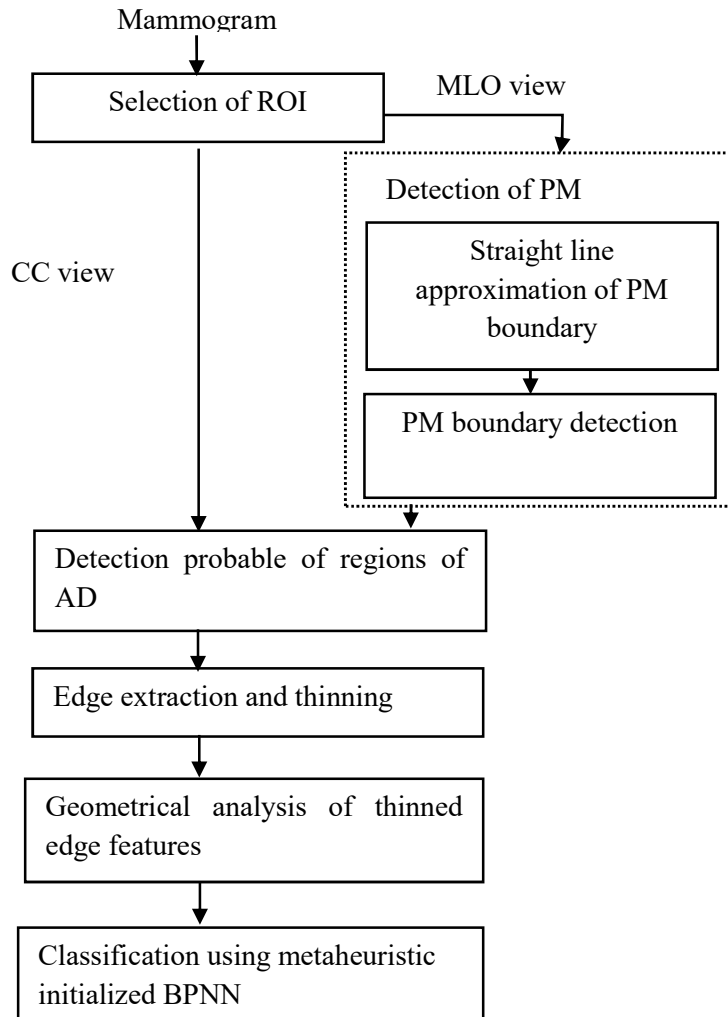 Mammogram
Selection of ROI
MLO view
Detection of PM
Straight line
approximation of PM
boundary
CC view
PM boundary detection
Detection probable of regions of
AD
Edge extraction and thinning
Geometrical analysis of thinned
edge features
Classification using metaheuristic
initialized BPNN